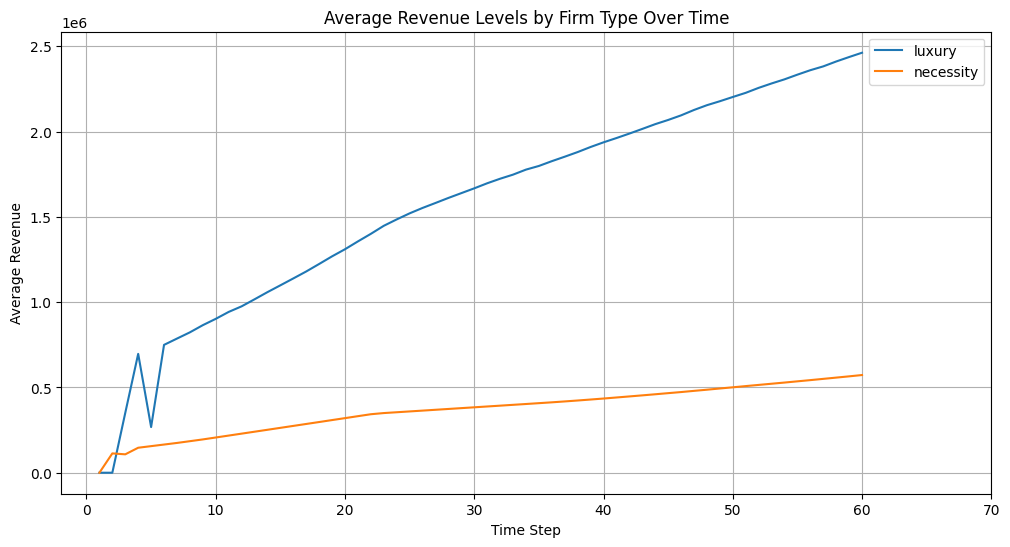 Average Revenue Levels by Firm Type Over Time
1e6
luxury
necessity
2.5
2.0
1.5
1.0
0.5
0.0
Average Revenue
0 10 20 30 40 50 60 70
Time Step